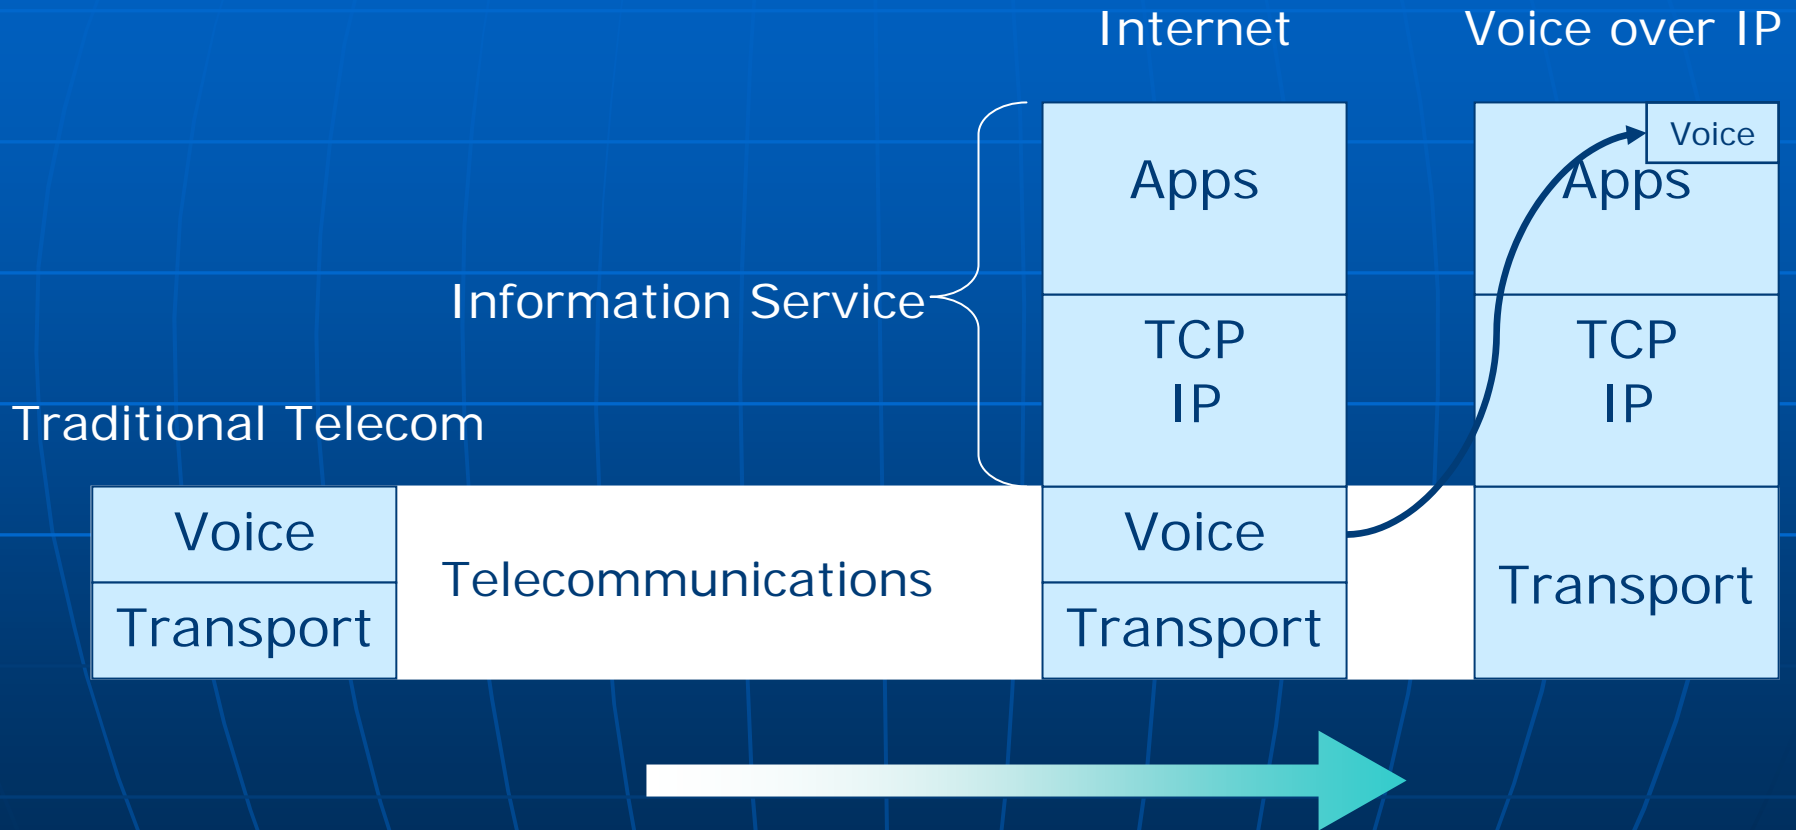 Internet
Voice over IP
Voice
Apps
Apps
Information Service
TCP
IP
TCP
IP
Traditional Telecom
Voice
Transport
Telecommunications
Voice
Transport
Transport